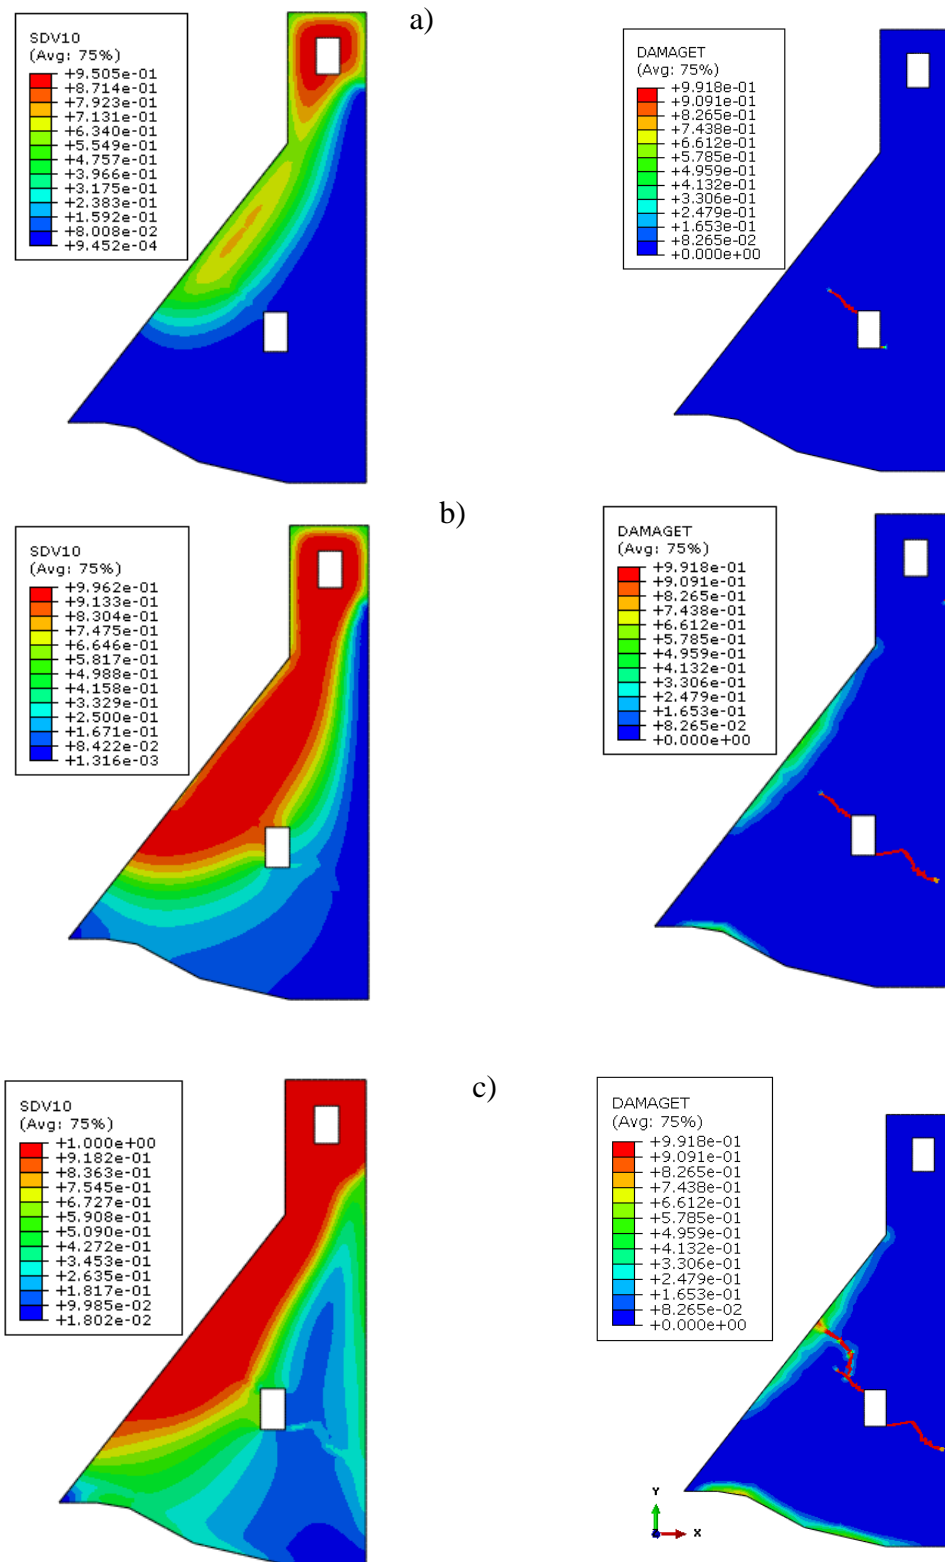 a)
SDV10
(Avg: 75%)
+9.505e-01
+8.714e-01
+7.923e-01
+7.131e-01
+6.340e-01
+5.549e-01
+4.757e-01
+3.966e-01
+3.175e-01
+2.383e-01
+1.592e-01
+8.008e-02
+9.452e-04
DAMAGET
(Avg: 75%)
+9.918e-01
+9.091e-01
+8.265e-01
+7.438e-01
+6.612e-01
+5.785e-01
+4.959e-01
+4.132e-01
+3.306e-01
+2.479e-01
+1.653e-01
+8.265e-02
+0.000e+00
b)
SDV10
(Avg: 75%)
+9.962e-01
+9.133e-01
+8.304e-01
+7.475e-01
+6.646e-01
+5.817e-01
+4.988e-01
+4.158e-01
+3.329e-01
+2.500e-01
+1.671e-01
+8.422e-02
+1.316e-03
DAMAGET
(Avg: 75%)
+9.918e-01
+9.091e-01
+8.265e-01
+7.438e-01
+6.612e-01
+5.785e-01
+4.959e-01
+4.132e-01
+3.306e-01
+2.479e-01
+1.653e-01
+8.265e-02
+0.000e+00
c)
SDV10
(Avg: 75%)
+1.000e+00
+9.182e-01
+8.363e-01
+7.545e-01
+6.727e-01
+5.908e-01
+5.090e-01
+4.272e-01
+3.453e-01
+2.635e-01
+1.817e-01
+9.985e-02
+1.802e-02
DAMAGET
(Avg: 75%)
+9.918e-01
+9.091e-01
+8.265e-01
+7.438e-01
+6.612e-01
+5.785e-01
+4.959e-01
+4.132e-01
+3.306e-01
+2.479e-01
+1.653e-01
+8.265e-02
+0.000e+00
Y
X